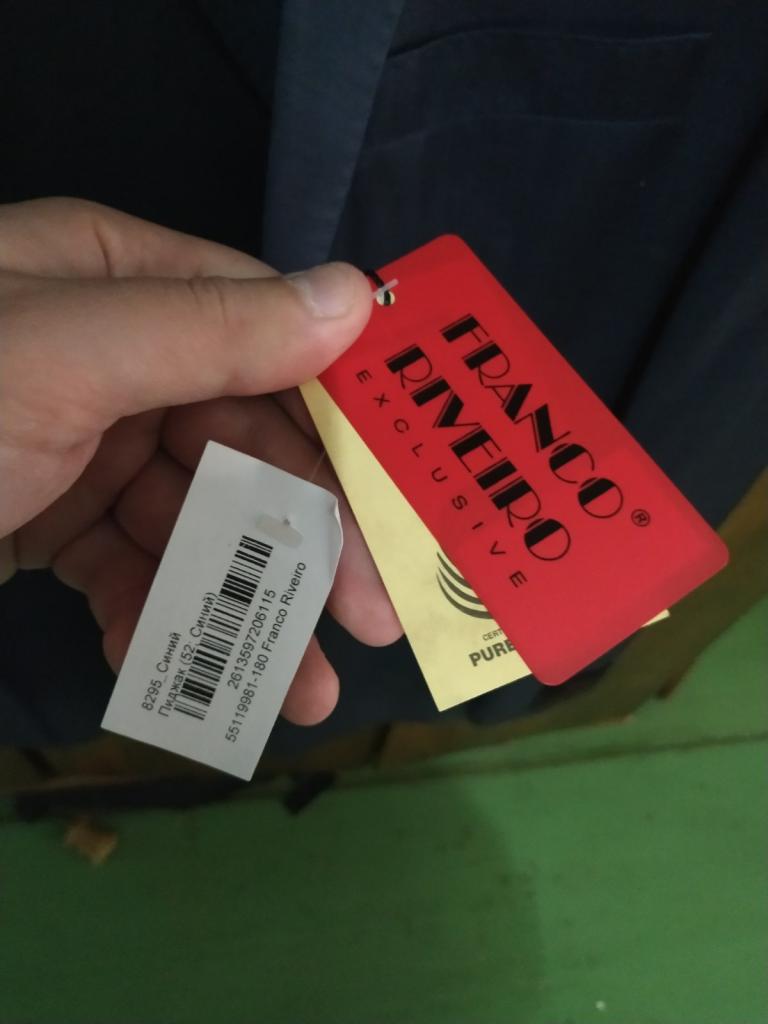 FRANCO
RIVEIRO ®
EXCLUSIVE
PURE
8295_Синий
Пиджак (52, Синий)
2613597206115
55119981-180 Franco Riveiro